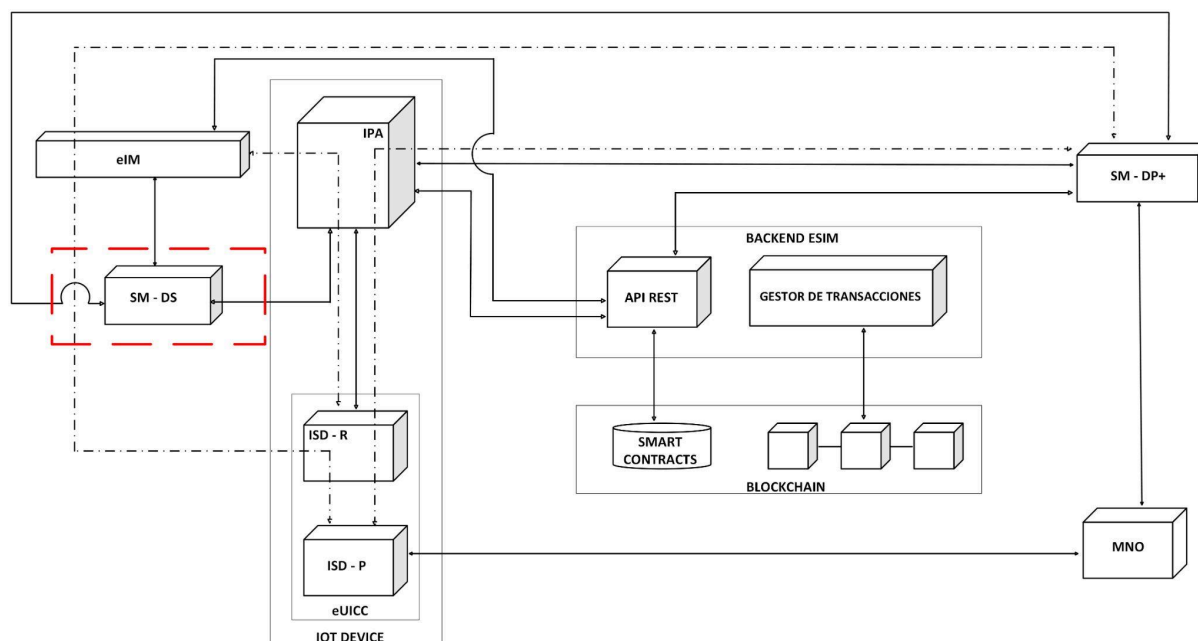 IPA
eIM
SM - DP+
BACKEND ESIM
SM - DS
API REST
GESTOR DE TRANSACCIONES
ISD - R
SMART
CONTRACTS
BLOCKCHAIN
MNO
ISD - P
eUICC
IOT DEVICE